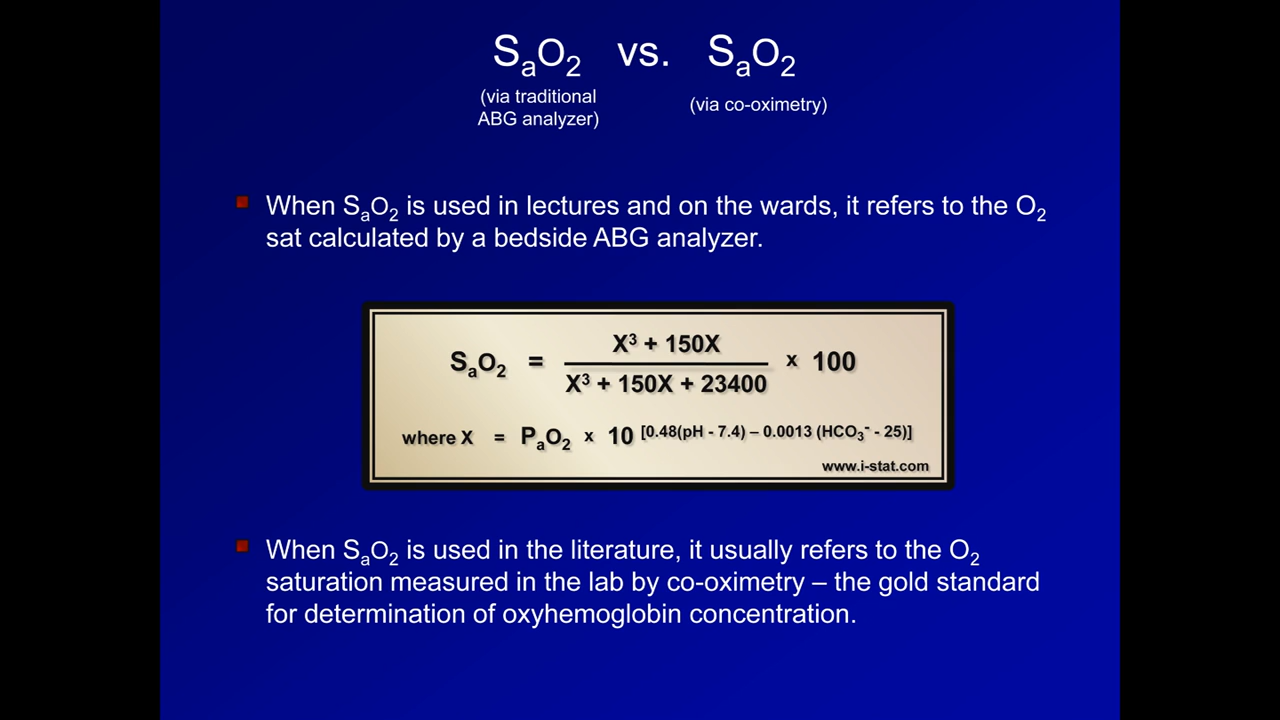 SaO2 vs. SaO2
(via traditional ABG analyzer) (via co-oximetry)
When SaO2 is used in lectures and on the wards, it refers to the O2
sat calculated by a bedside ABG analyzer.
SaO2 = X³ + 150X / X³ + 150X + 23400 x 100
where X = PaO2 x 10 [0.48(pH - 7.4) – 0.0013 (HCO3⁻ - 25)]
www.i-stat.com
When SaO2 is used in the literature, it usually refers to the O2
saturation measured in the lab by co-oximetry – the gold standard
for determination of oxyhemoglobin concentration.